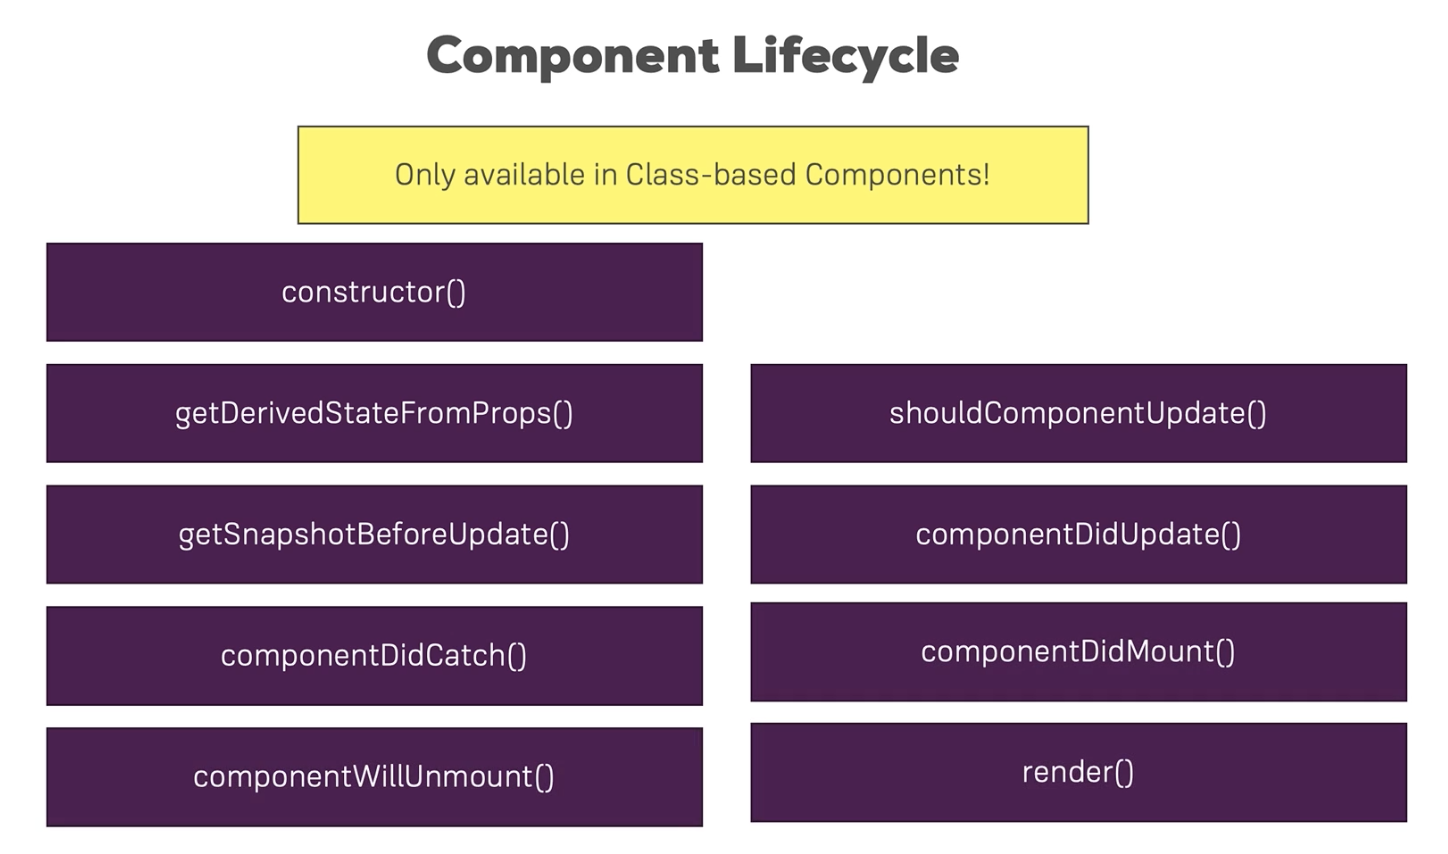 Component Lifecycle
Only available in Class-based Components!
constructor()
getDerivedStateFromProps()
shouldComponentUpdate()
getSnapshotBeforeUpdate()
componentDidUpdate()
componentDidCatch()
componentDidMount()
componentWillUnmount()
render()